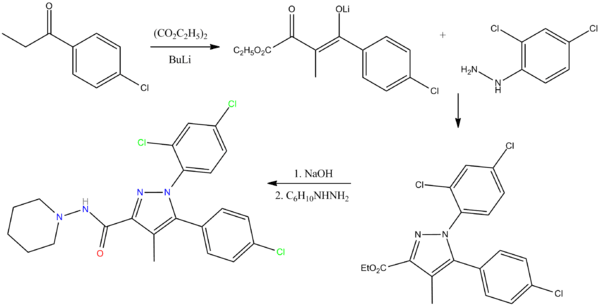 O
Cl
(CO2C2H5)2
BuLi
O
OLi
C2H5O2C
Cl
+
Cl
Cl
H2N
N
H
Cl
Cl
N
N
EtO2C
Cl
1. NaOH
2. C6H10NHNH2
Cl
Cl
N
N
H
N
N
O
Cl